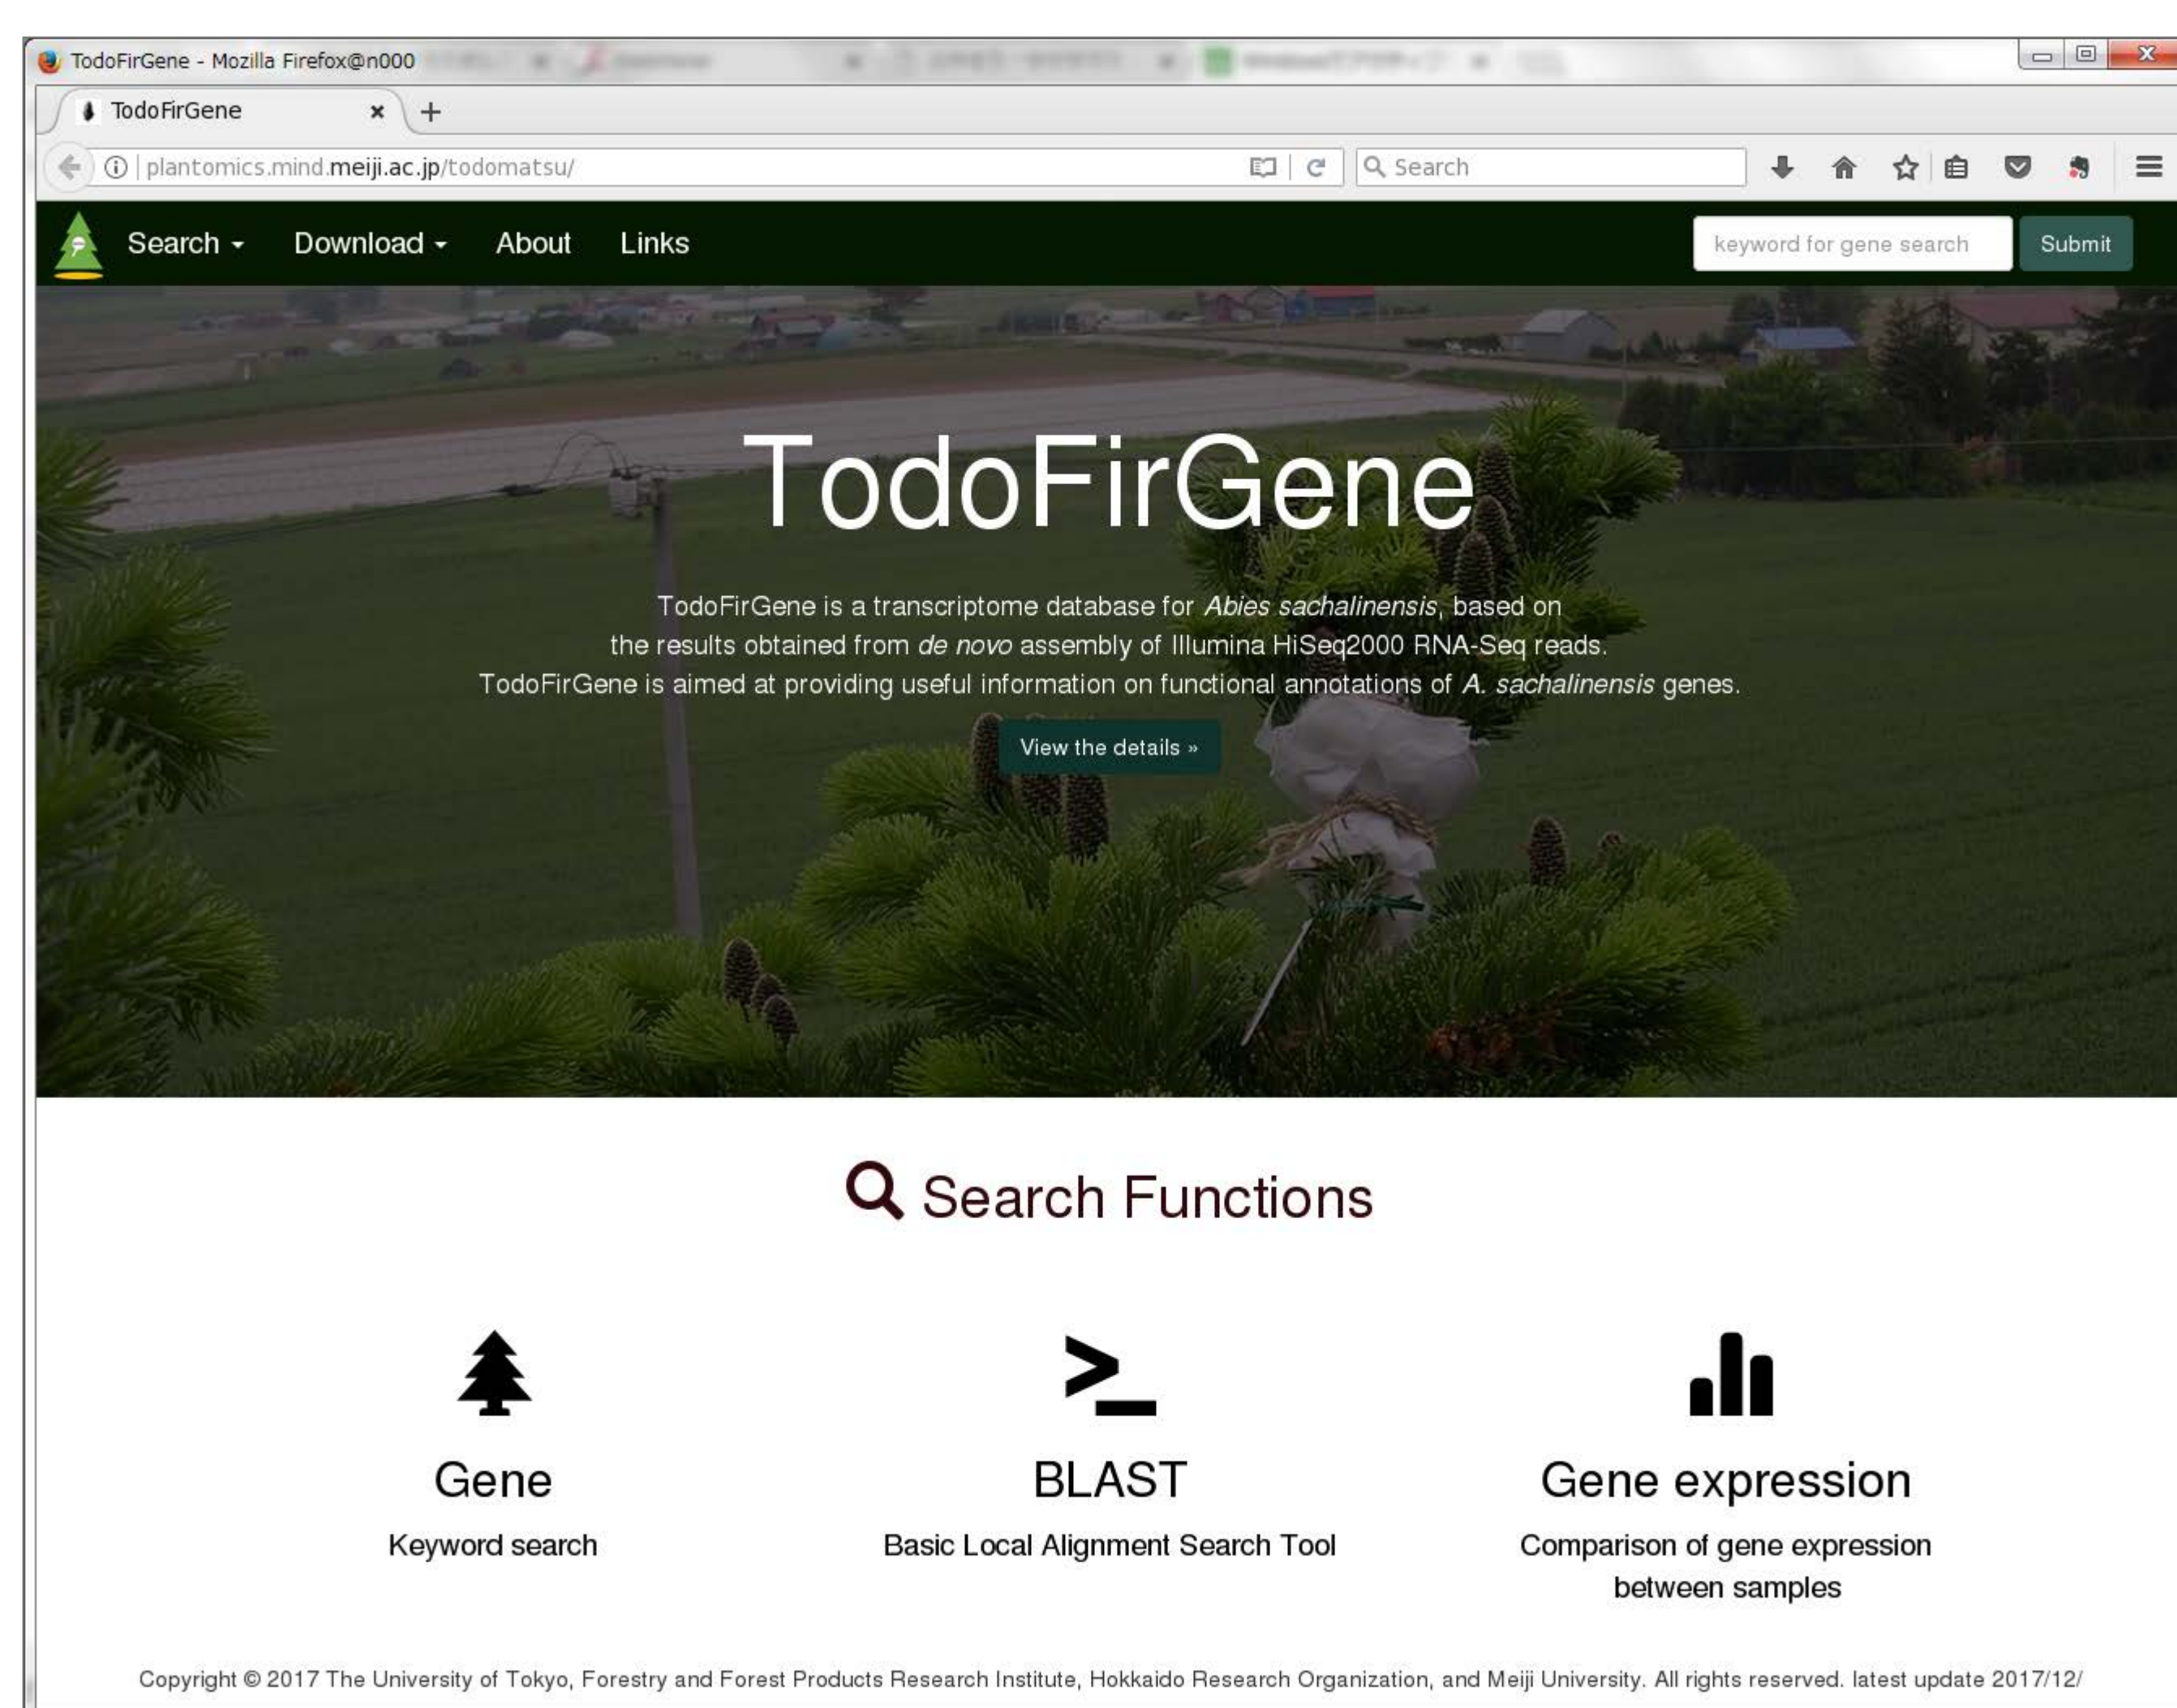 TodoFirGene - Mozilla Firefox@n000
TodoFirGene
plantomics.mind.meiji.ac.jp/todomatsu/
Search
Search
Download
About
Links
keyword for gene search
Submit
TodoFirGene
TodoFirGene is a transcriptome database for Abies sachalinensis, based on
the results obtained from de novo assembly of Illumina HiSeq2000 RNA-Seq reads.
TodoFirGene is aimed at providing useful information on functional annotations of A. sachalinensis genes.
View the details »
Search Functions
Gene
BLAST
Gene expression
Keyword search
Basic Local Alignment Search Tool
Comparison of gene expression
between samples
Copyright © 2017 The University of Tokyo, Forestry and Forest Products Research Institute, Hokkaido Research Organization, and Meiji University. All rights reserved. latest update 2017/12/